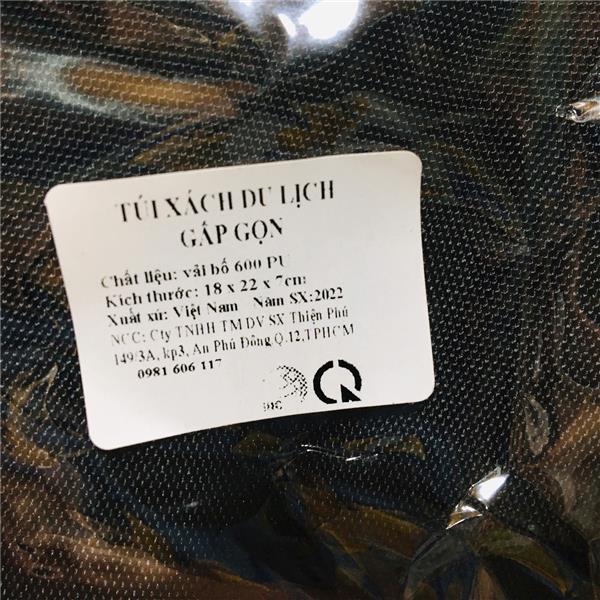 TÚI XÁCH DU LỊCH
GẤP GỌN
Chất liệu: vải bố 600 PU
Kích thước: 18 x 22 x 7cm
Xuất xứ: Việt Nam Năm SX:2022
NCC: Cty TNHH TM DV SX Thiện Phú
149/3A, kp3, An Phú Đông,Q.12,TPHCM
0981 606 117